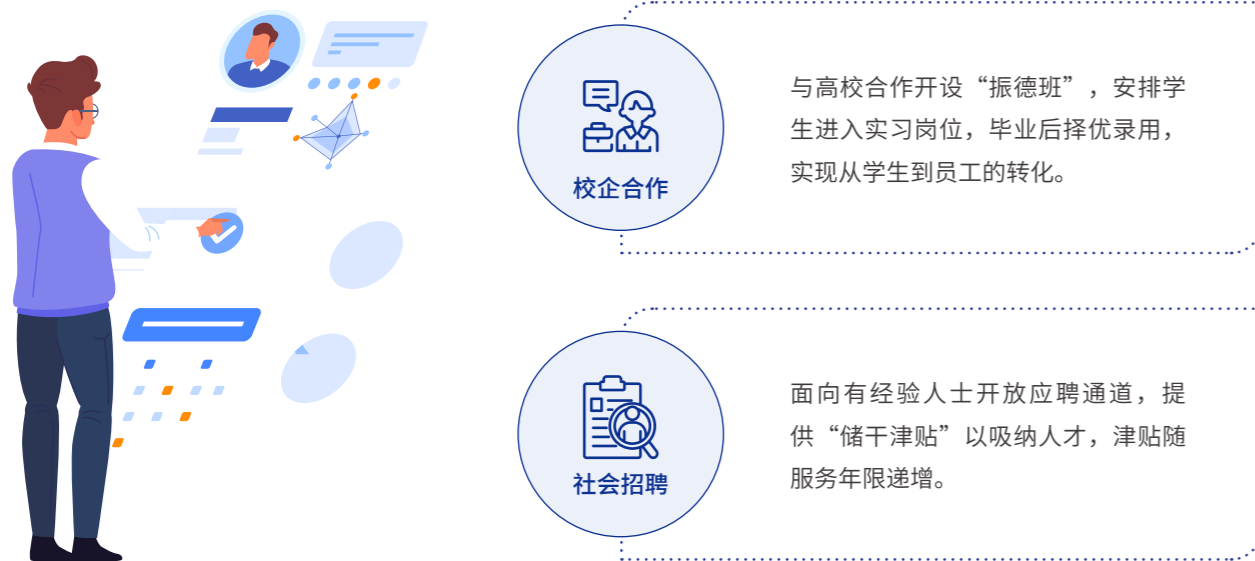 校企合作
与高校合作开设“振德班”，安排学
生进入实习岗位，毕业后择优录用，
实现从学生到员工的转化。
社会招聘
面向有经验人士开放应聘通道，提
供“储干津贴”以吸纳人才，津贴随
服务年限递增。